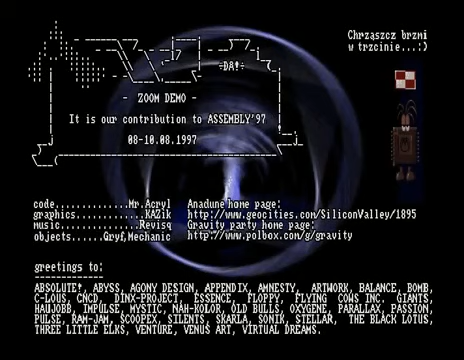 Chrząszcz brzmi
w trzcinie...:)
÷DA!÷
- ZOOM DEMO -
It is our contribution to ASSEMBLY'97
08-10.08.1997
code.............Mr.Acryl
graphics............KAZik
music..............Revisq
objects.....Gryf,Mechanic
Anadune home page:
http://www.geocities.com/SiliconValley/1895
Gravity party home page:
http://www.polbox.com/g/gravity
greetings to:
ABSOLUTE!, ABYSS, AGONY DESIGN, APPENDIX, AMNESTY, ARTWORK, BALANCE, BOMB,
C-LOUS, CNCD, DINX-PROJECT, ESSENCE, FLOPPY, FLYING COWS INC. GIANTS,
HAUJOBB, IMPULSE, MYSTIC, NAH-KOLOR, OLD BULLS, OXYGENE, PARALLAX, PASSION,
PULSE, RAM-JAM, SCOOPEX, SILENTS, SKARLA, SONIK, STELLAR, THE BLACK LOTUS,
THREE LITTLE ELKS, VENTURE, VENUS ART, VIRTUAL DREAMS.